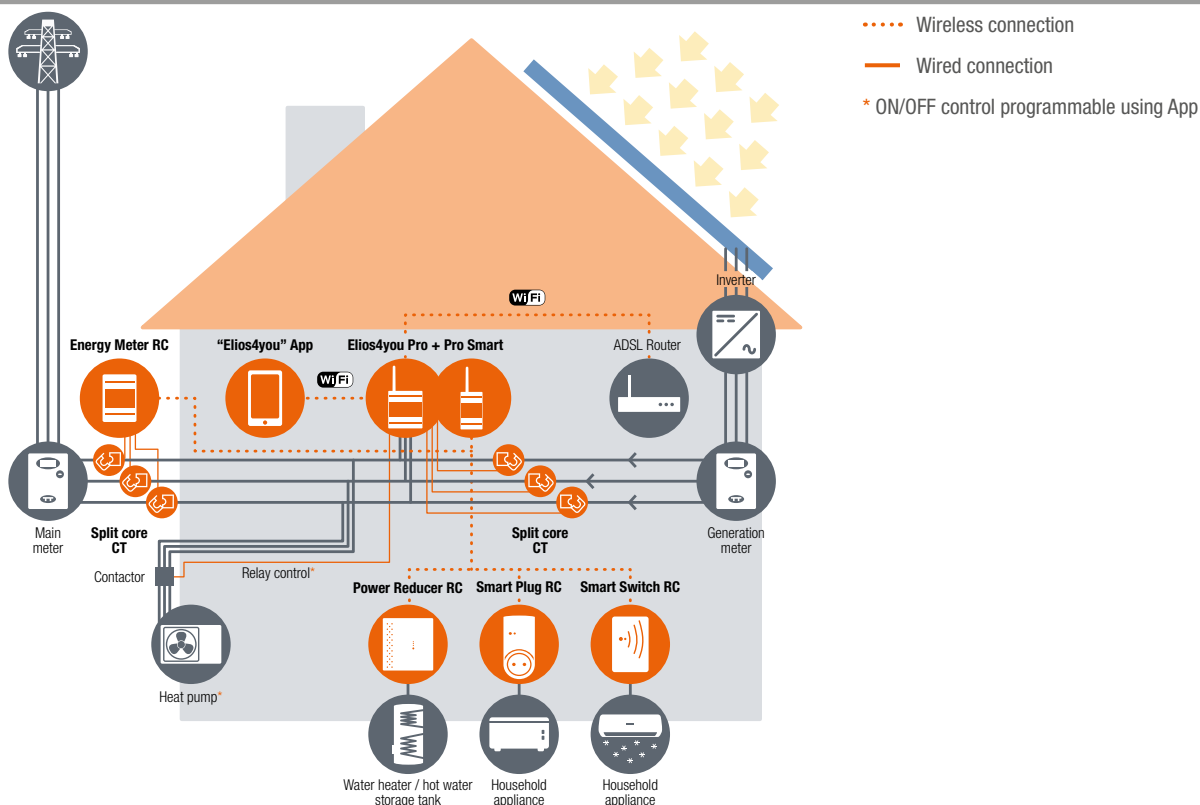 Wireless connection
Wired connection
* ON/OFF control programmable using App
Inverter
WiFi
Energy Meter RC
“Elios4you” App
Elios4you Pro + Pro Smart
ADSL Router
WiFi
Main
meter
Split core
CT
Split core
CT
Generation
meter
Contactor
Relay control*
Power Reducer RC
Smart Plug RC
Smart Switch RC
Heat pump*
Water heater / hot water
storage tank
Household
appliance
Household
appliance